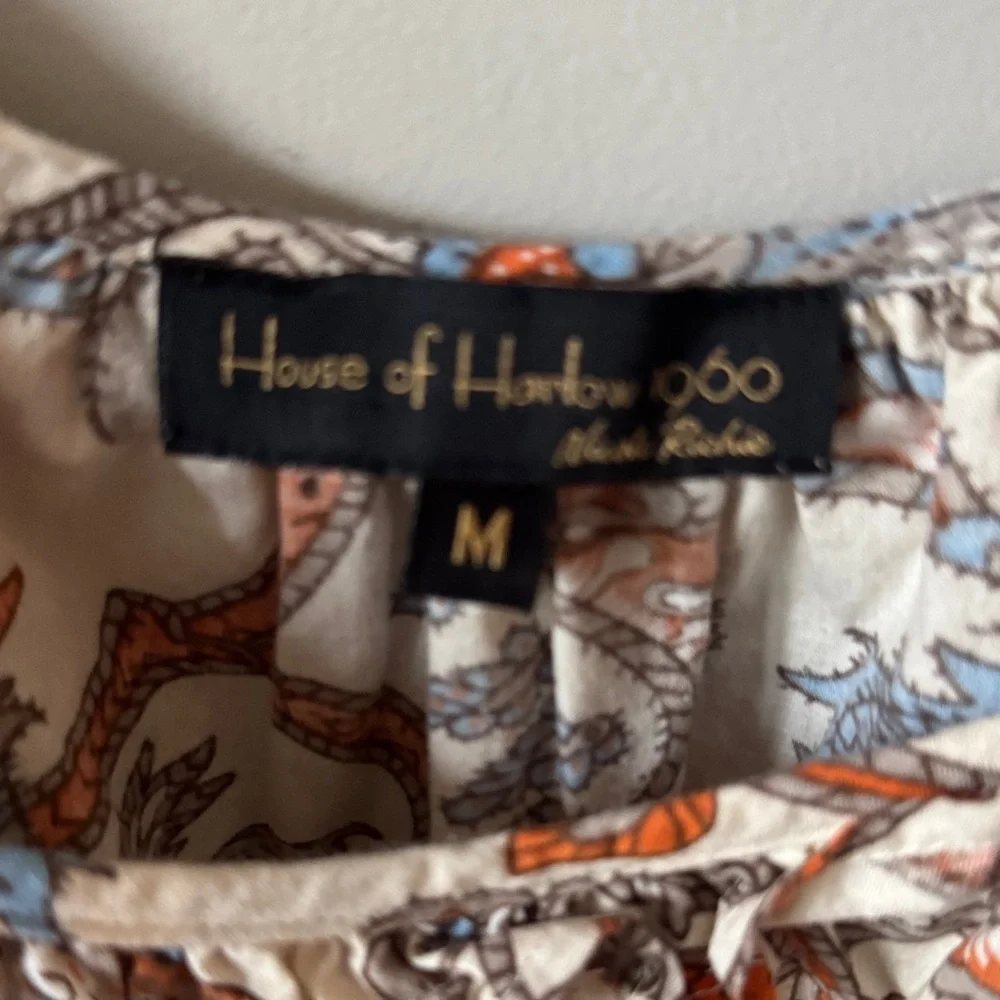 House of Harlow 1960
Nicole Richie
M